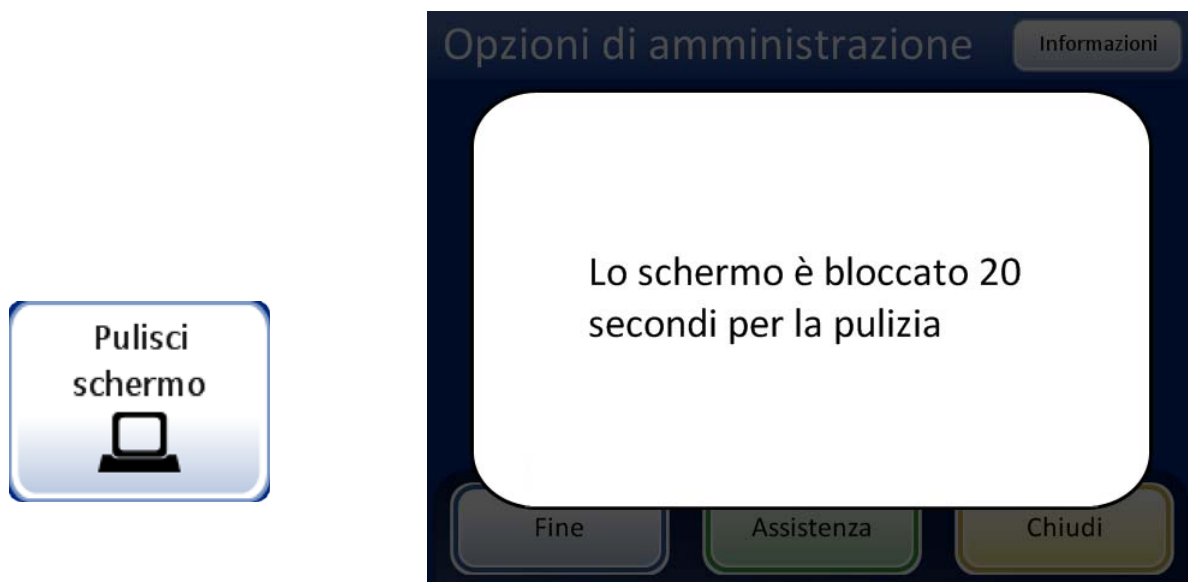 Pulisci
schermo
Opzioni di amministrazione
Informazioni
Lo schermo è bloccato 20
secondi per la pulizia
Fine
Assistenza
Chiudi